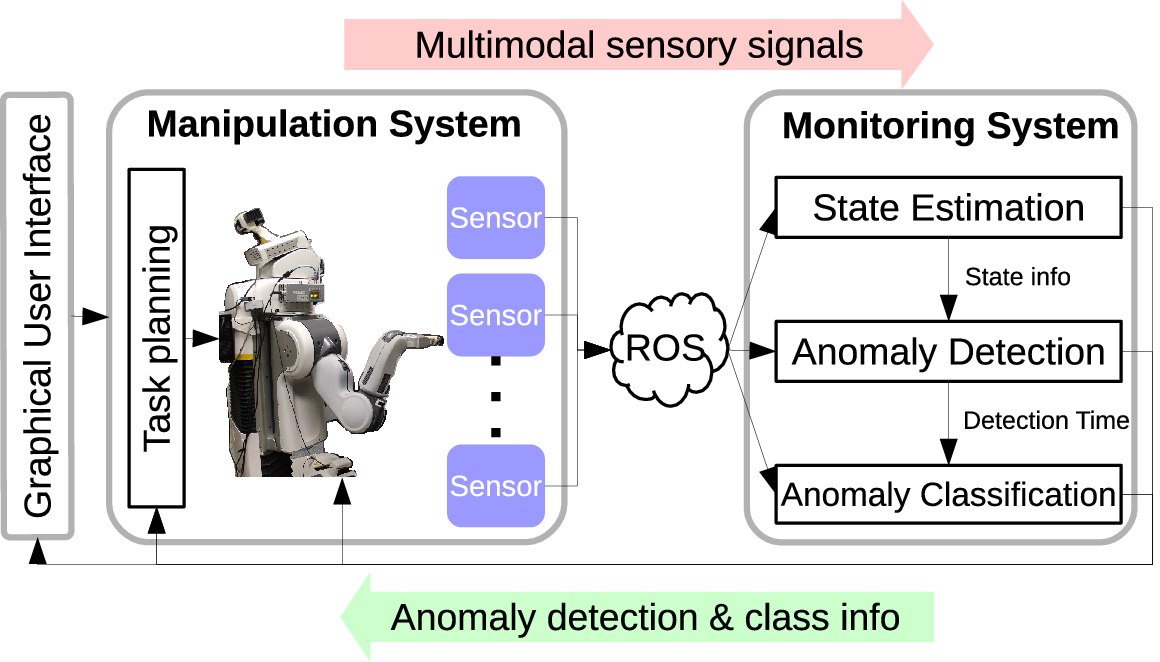 Multimodal sensory signals
Graphical User Interface
Manipulation System
Task planning
Sensor
Sensor
Sensor
ROS
Monitoring System
State Estimation
State info
Anomaly Detection
Detection Time
Anomaly Classification
Anomaly detection & class info